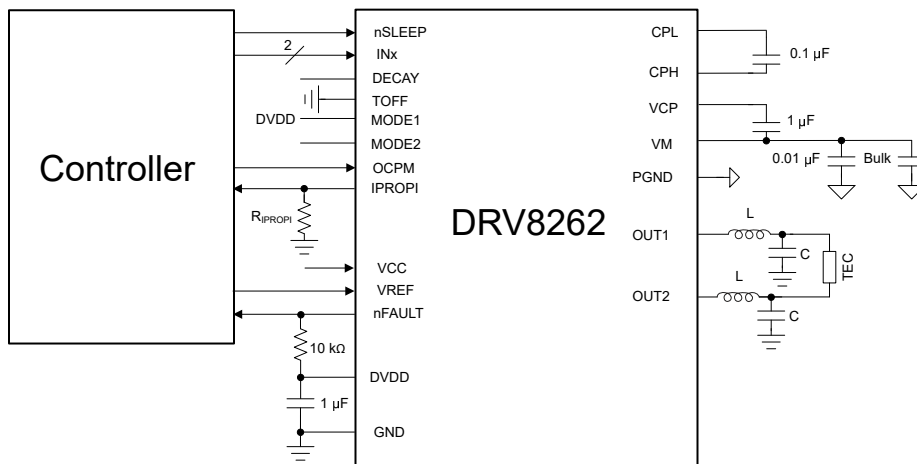 Controller
2
DVDD
R_IPROPI
10 kΩ
1 µF
nSLEEP
INx
DECAY
TOFF
MODE1
MODE2
OCPM
IPROPI
VCC
VREF
nFAULT
DVDD
GND
DRV8262
CPL
CPH
VCP
VM
PGND
OUT1
OUT2
0.1 µF
1 µF
0.01 µF
Bulk
L
C
TEC
L
C